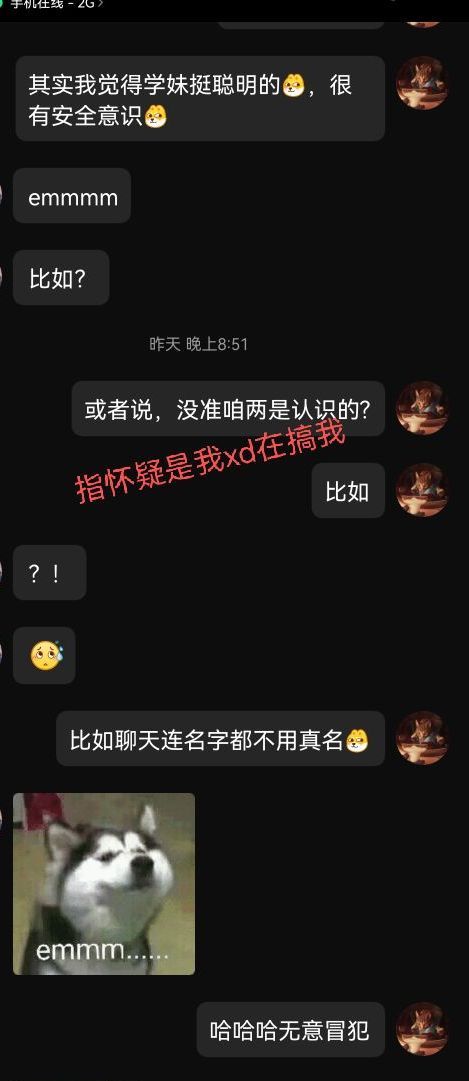 手机在线 - 2G >
其实我觉得学妹挺聪明的，很
有安全意识
emmmm
比如？
昨天 晚上8:51
或者说，没准咱两是认识的？
指怀疑是我xd在搞我
比如
？！
比如聊天连名字都不用真名
emmm......
哈哈哈无意冒犯